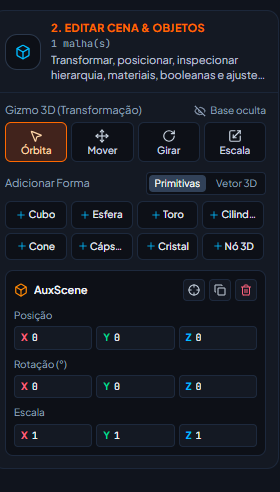 2. EDITAR CENA & OBJETOS
1 malha(s)
Transformar, posicionar, inspecionar
hierarquia, materiais, booleanas e ajuste...
Gizmo 3D (Transformação) Base oculta
Órbita Mover Girar Escala
Adicionar Forma Primitivas Vetor 3D
+ Cubo + Esfera + Toro + Cilind...
+ Cone + Cáps... + Cristal + Nó 3D
AuxScene
Posição
X 0 Y 0 Z 0
Rotação (°)
X 0 Y 0 Z 0
Escala
X 1 Y 1 Z 1